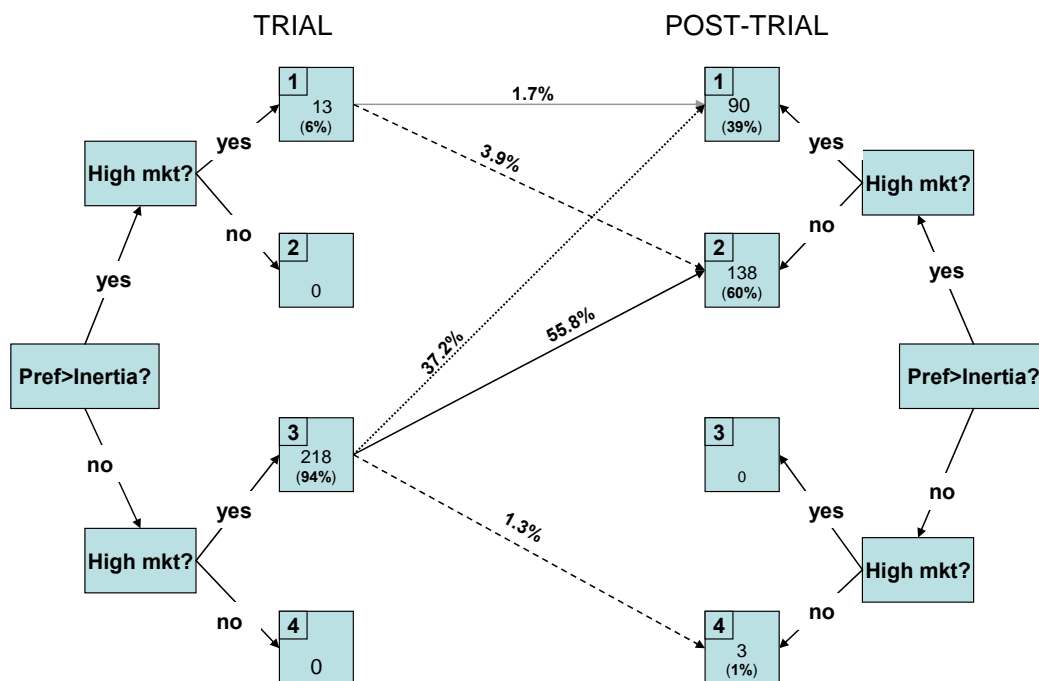 TRIAL
POST-TRIAL
1
13
(6%)
1.7%
1
90
(39%)
yes
yes
High mkt?
3.9%
High mkt?
no
no
2
0
2
138
(60%)
yes
yes
55.8%
37.2%
Pref>Inertia?
Pref>Inertia?
3
218
(94%)
3
0
no
no
yes
yes
1.3%
High mkt?
High mkt?
no
no
4
0
4
3
(1%)